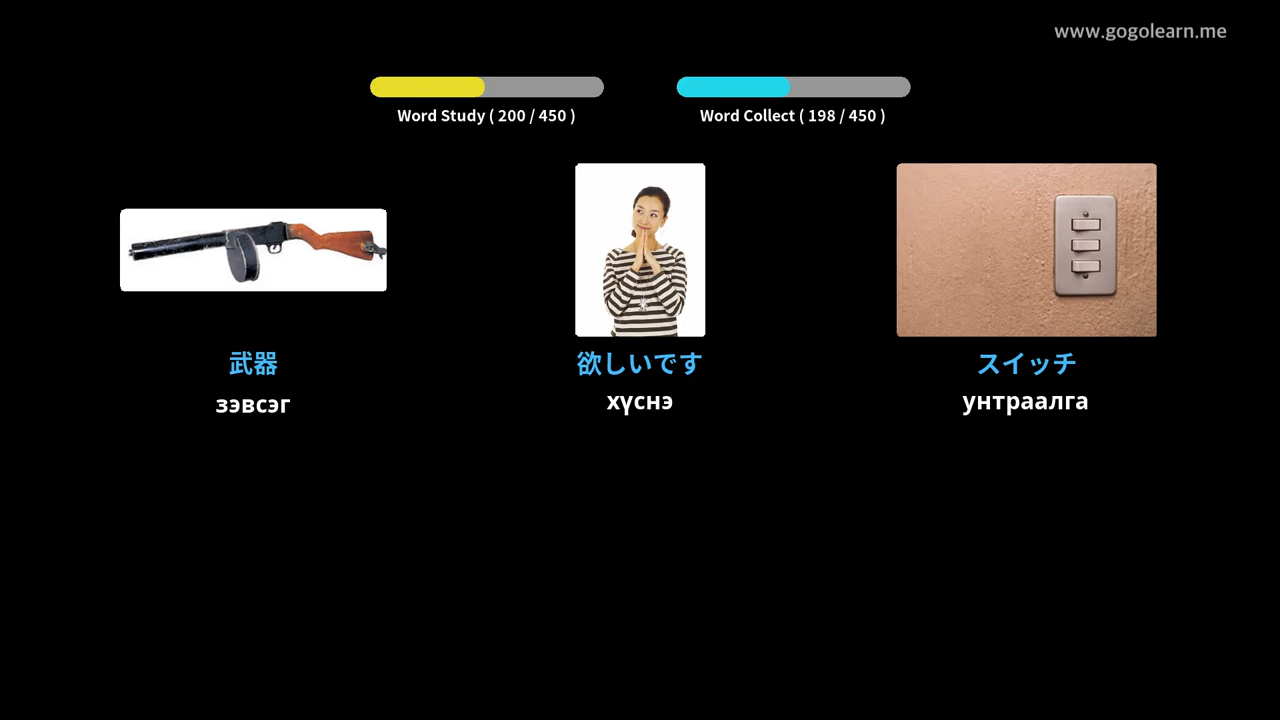 www.gogolearn.me
Word Study ( 200 / 450 )
Word Collect ( 198 / 450 )
武器
欲しいです
スイッチ
зэвсэг
хүснэ
унтраалга